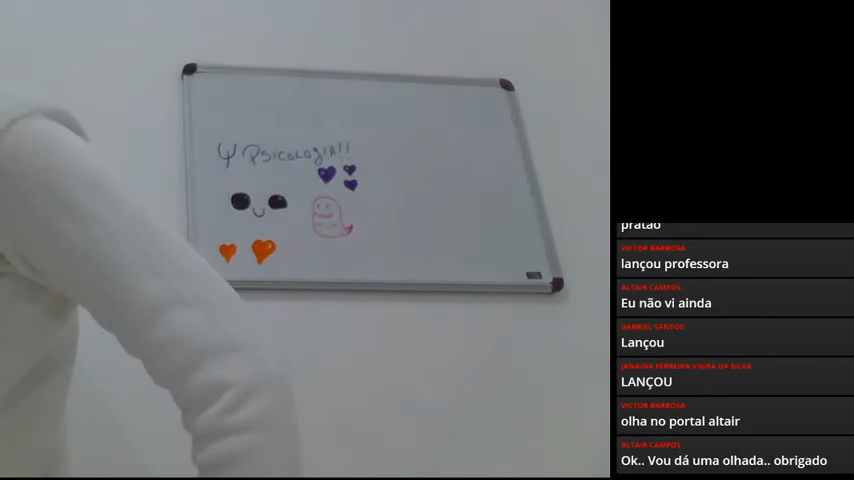 Ψ PSICOLOGIA!!
pratão
VICTOR BARBOSA
lançou professora
ALTAIR CAMPOS
Eu não vi ainda
GABRIEL SANTOS
Lançou
JANAINA FERREIRA VIEIRA DA SILVA
LANÇOU
VICTOR BARBOSA
olha no portal altair
ALTAIR CAMPOS
Ok.. Vou dá uma olhada.. obrigado